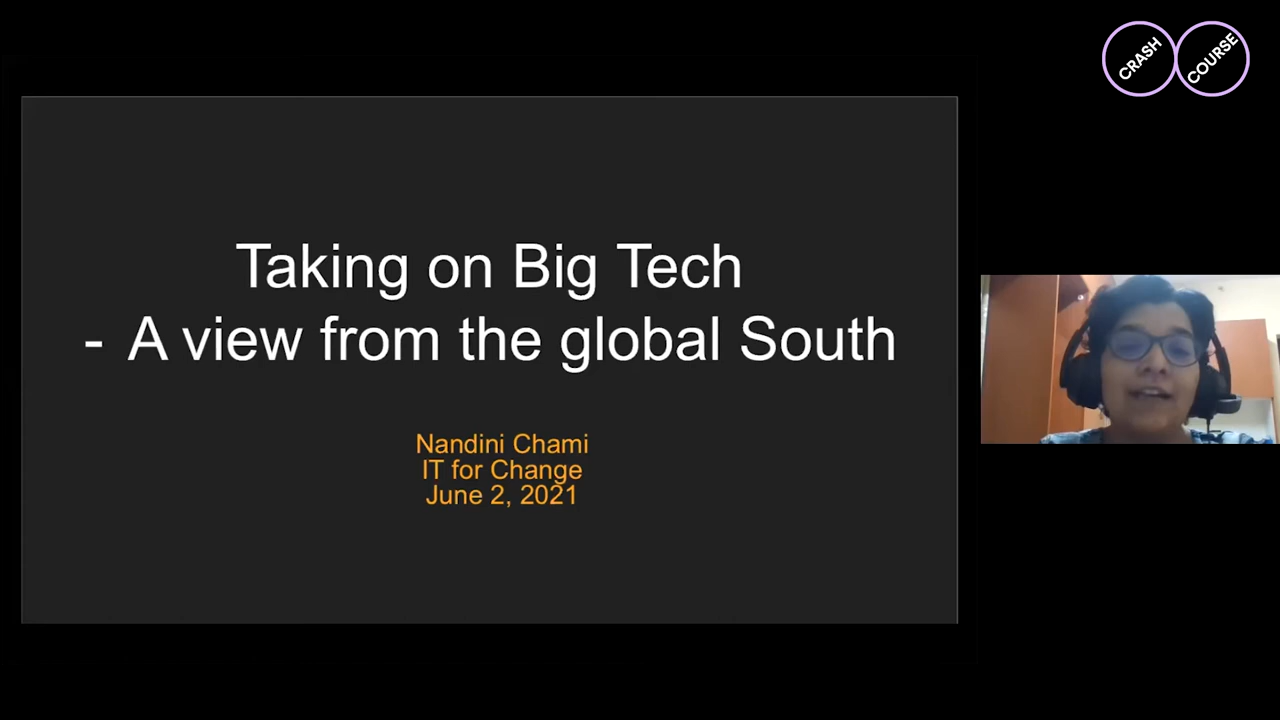 CRASH COURSE
Taking on Big Tech
- A view from the global South
Nandini Chami
IT for Change
June 2, 2021